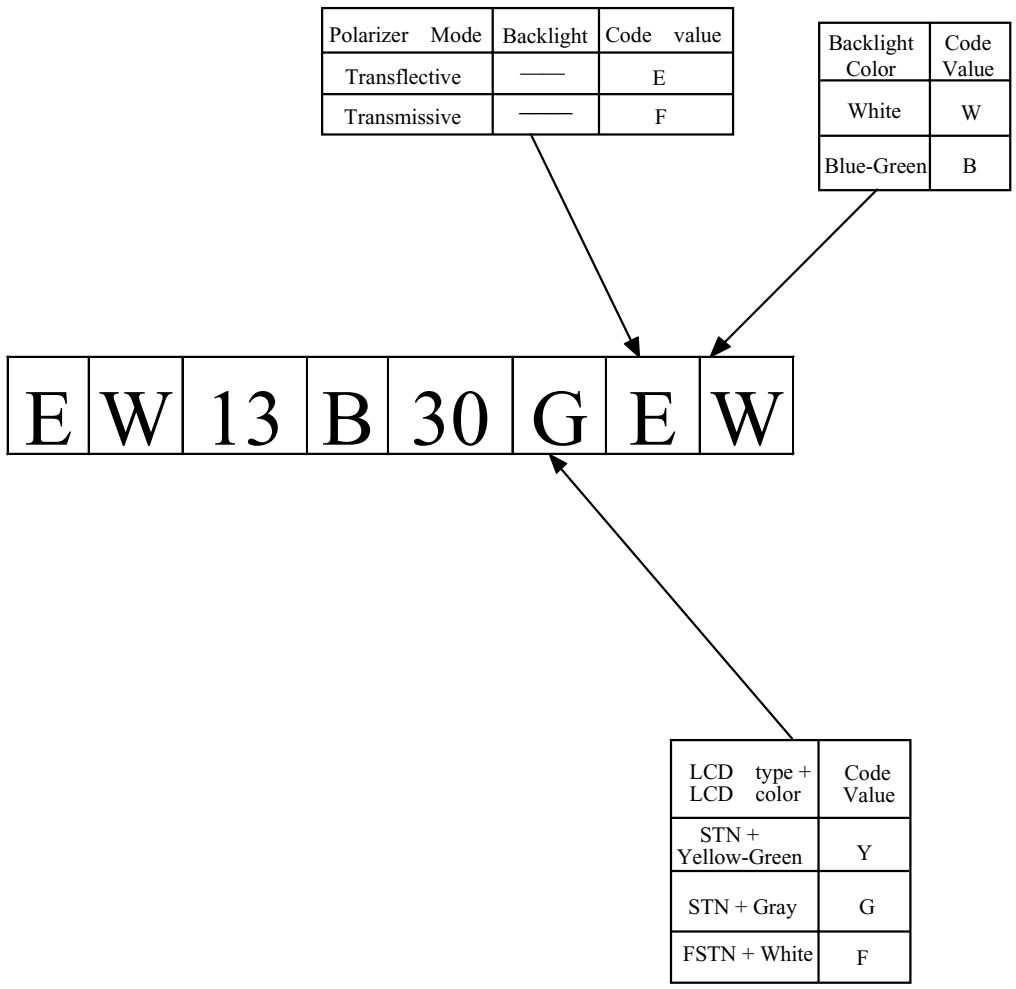 Polarizer Mode Backlight Code value
Transflective —— E
Transmissive —— F
Backlight Color Code Value
White W
Blue-Green B
E W 13 B 30 G E W
LCD type + Code
LCD color Value
STN +
Yellow-Green Y
STN + Gray G
FSTN + White F